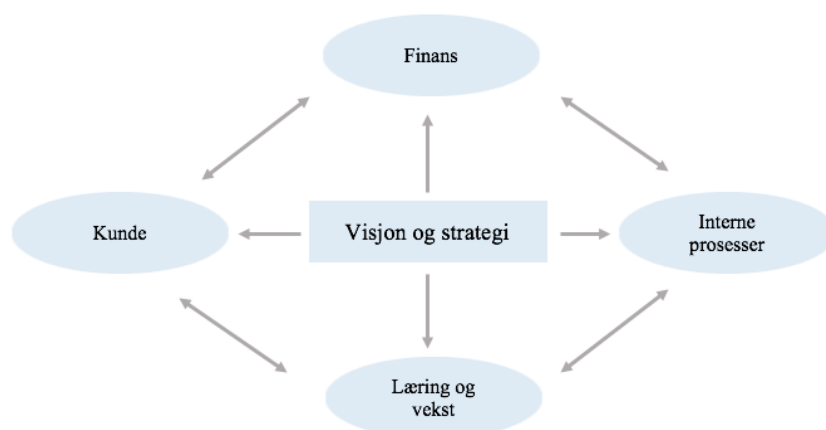 Finans
Kunde
Visjon og strategi
Interne
prosesser
Læring og
vekst